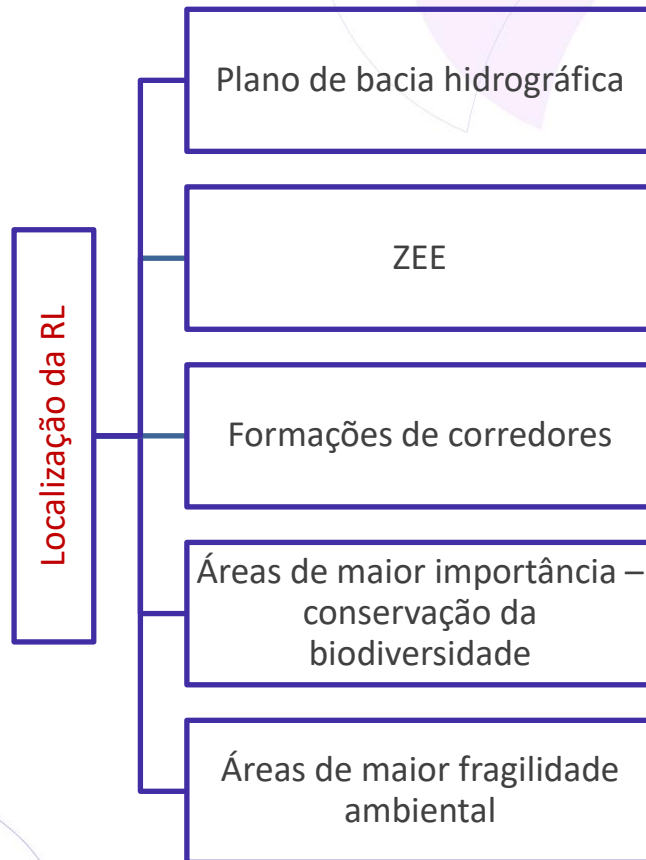 Localização da RL
Plano de bacia hidrográfica
ZEE
Formações de corredores
Áreas de maior importância –
conservação da
biodiversidade
Áreas de maior fragilidade
ambiental